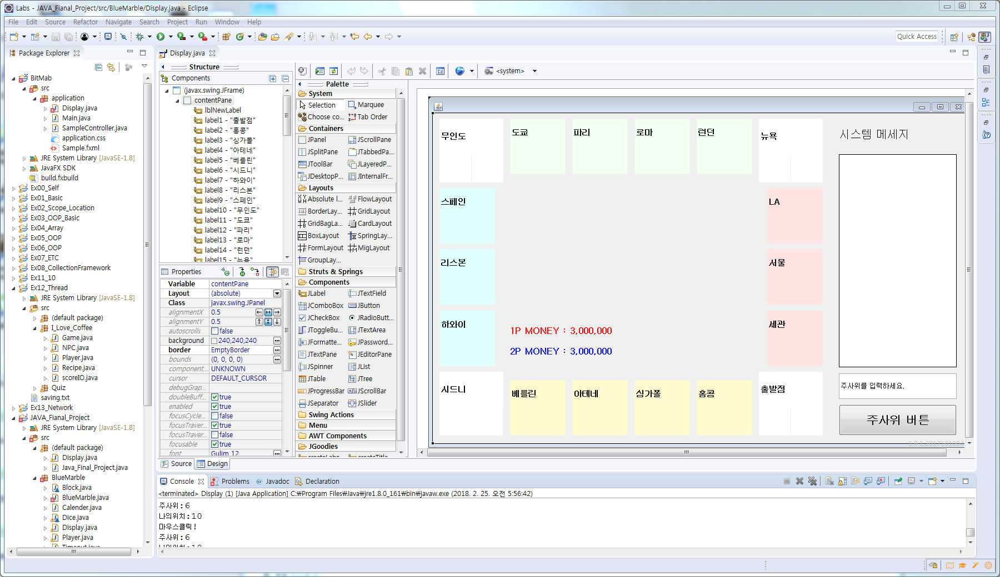 Labs - JAVA_Fianal_Project/src/BlueMarble/Display.java - Eclipse
File Edit Source Refactor Navigate Search Project Run Window Help
Quick Access
Package Explorer
BitMab
src
application
Display.java
Main.java
SampleController.java
application.css
Sample.fxml
JRE System Library [JavaSE-1.8]
JavaFX SDK
build.fxbuild
Ex00_Self
Ex01_Basic
Ex02_Scope_Location
Ex03_OOP_Basic
Ex04_Array
Ex05_OOP
Ex06_OOP
Ex07_ETC
Ex08_CollectionFramework
Ex11_10
Ex12_Thread
JRE System Library [JavaSE-1.8]
src
(default package)
I_Love_Coffee
Game.java
NPC.java
Player.java
Recipe.java
scoreIO.java
Quiz
saving.txt
Ex13_Network
JAVA_Fianal_Project
JRE System Library [JavaSE-1.8]
src
(default package)
Display.java
Java_Final_Project.java
BlueMarble
Block.java
BlueMarble.java
Calender.java
Dice.java
Display.java
Player.java
Timeout.java
Display.java
Structure
Components
(javax.swing.JFrame)
contentPane
lblNewLabel
label1 - "출발점"
label2 - "홍콩"
label3 - "싱가폴"
label4 - "아테네"
label5 - "베를린"
label6 - "시드니"
label7 - "하와이"
label8 - "리스본"
label9 - "스페인"
label10 - "무인도"
label11 - "도쿄"
label12 - "파리"
label13 - "로마"
label14 - "런던"
label15 - "뉴욕"
Properties
Variable contentPane
Layout (absolute)
Class javax.swing.JPanel
alignmentX 0.5
alignmentY 0.5
autoscrolls false
background 240,240,240
border EmptyBorder
bounds (0, 0, 0, 0)
component... UNKNOWN
cursor DEFAULT_CURSOR
debugGrap...
doubleBuff... true
enabled true
focusCycle... false
focusTraver... true
focusTraver... false
focusable true
font Gulim 12
Source Design
<system>
Palette
System
Selection Marquee
Choose co... Tab Order
Containers
JPanel JScrollPane
JSplitPane JTabbedPa...
JToolBar JLayeredP...
JDesktopP... JInternalFr...
Layouts
Absolute l... FlowLayout
BorderLay... GridLayout
GridBagLa... CardLayout
BoxLayout SpringLay...
FormLayout MigLayout
GroupLay...
Struts & Springs
Components
JLabel JTextField
JComboBox JButton
JCheckBox JRadioButt...
JToggleBu... JTextArea
JFormatte... JPassword...
JTextPane JEditorPane
JSpinner JList
JTable JTree
JProgressBar JScrollBar
JSeparator JSlider
Swing Actions
Menu
AWT Components
JGoodies
createLabe... createTitle...
무인도 도쿄 파리 로마 런던 뉴욕
시스템 메세지
스페인 LA
리스본 서울
하와이 세관
1P MONEY : 3,000,000
2P MONEY : 3,000,000
시드니 베를린 아테네 싱가폴 홍콩 출발점
주사위를 입력하세요.
주사위 버튼
Console Problems Javadoc Declaration
<terminated> Display (1) [Java Application] C:₩Program Files₩Java₩jre1.8.0_161₩bin₩javaw.exe (2018. 2. 25. 오전 5:56:42)
주사위:6
나의위치:10
마우스클릭!
주사위:6
나의위치:10